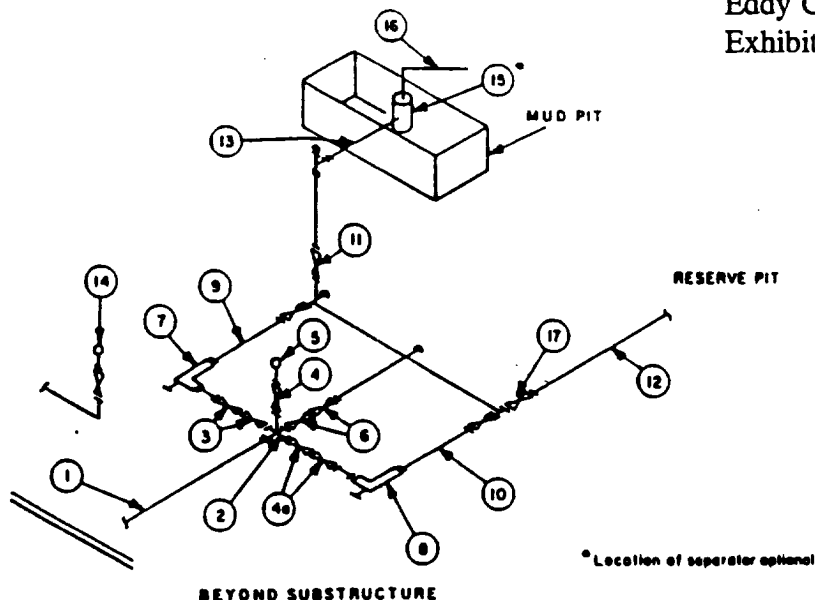 Eddy C
Exhibit
16
15 *
MUD PIT
13
11
RESERVE PIT
14
9
7
5
17
4
12
3
6
1
2
4a
10
8
* Location of separator optional
BEYOND SUBSTRUCTURE